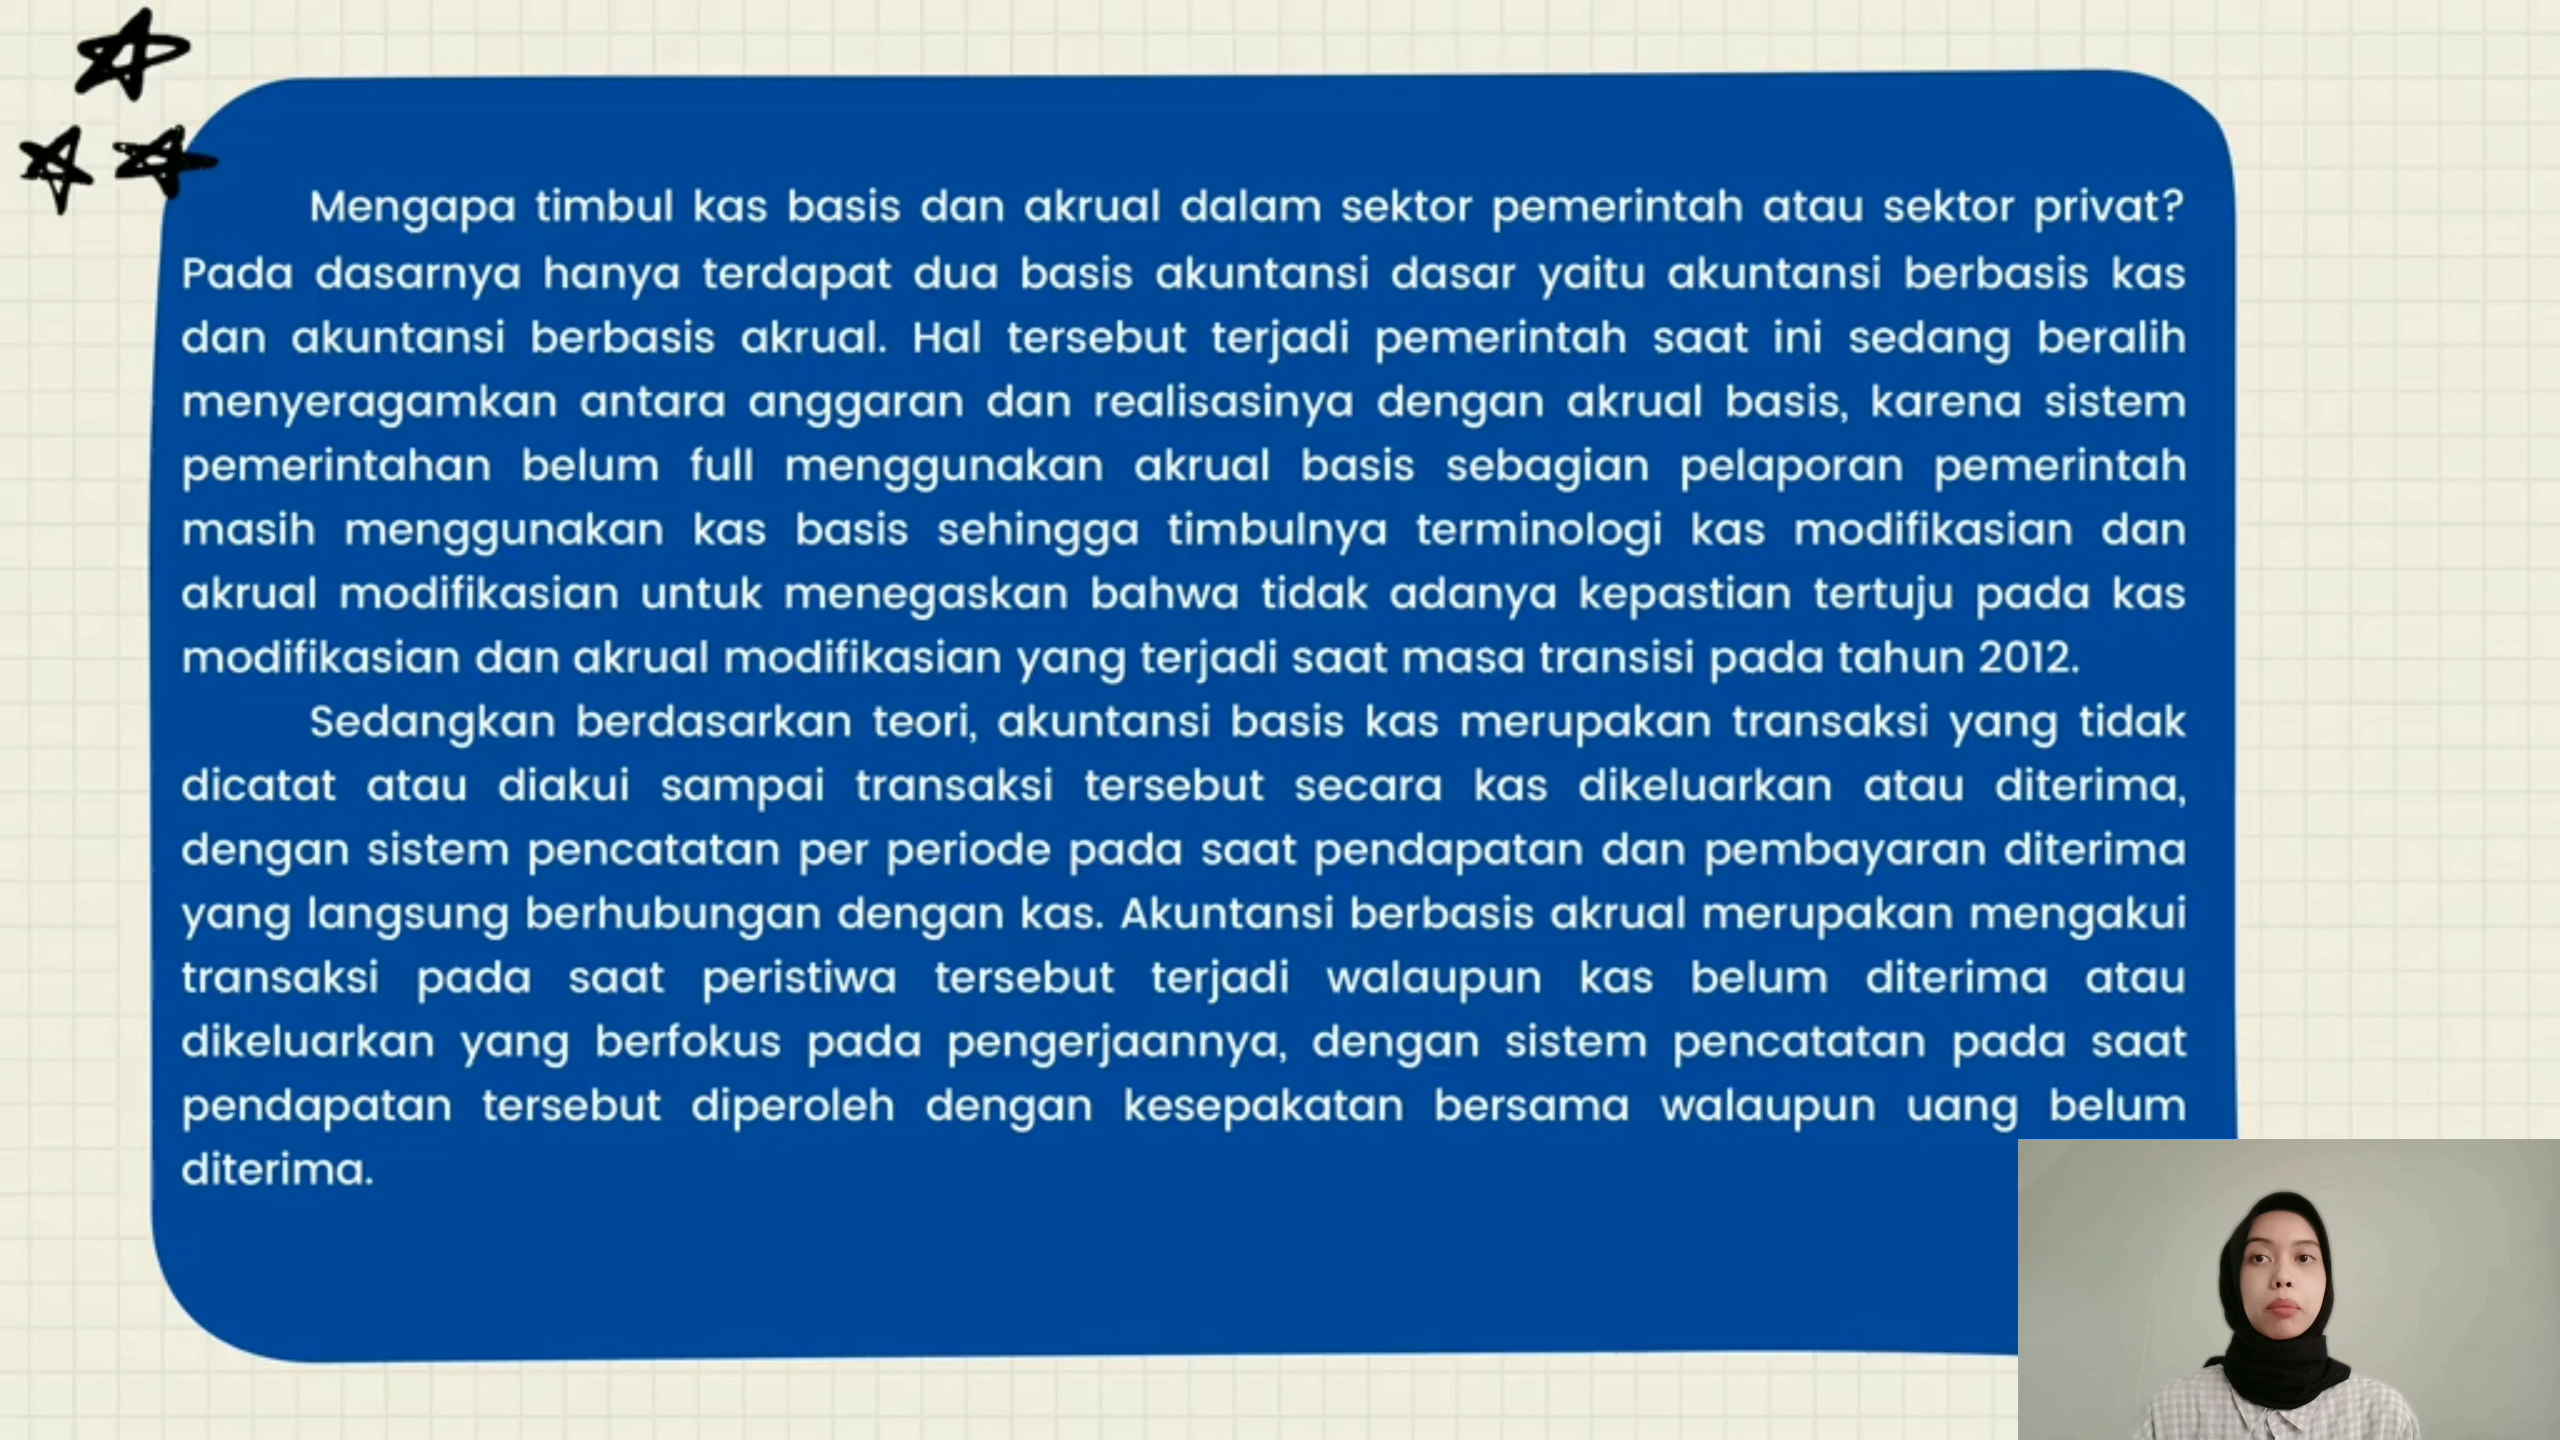 Mengapa timbul kas basis dan akrual dalam sektor pemerintah atau sektor privat?
Pada dasarnya hanya terdapat dua basis akuntansi dasar yaitu akuntansi berbasis kas
dan akuntansi berbasis akrual. Hal tersebut terjadi pemerintah saat ini sedang beralih
menyeragamkan antara anggaran dan realisasinya dengan akrual basis, karena sistem
pemerintahan belum full menggunakan akrual basis sebagian pelaporan pemerintah
masih menggunakan kas basis sehingga timbulnya terminologi kas modifikasian dan
akrual modifikasian untuk menegaskan bahwa tidak adanya kepastian tertuju pada kas
modifikasian dan akrual modifikasian yang terjadi saat masa transisi pada tahun 2012.
Sedangkan berdasarkan teori, akuntansi basis kas merupakan transaksi yang tidak
dicatat atau diakui sampai transaksi tersebut secara kas dikeluarkan atau diterima,
dengan sistem pencatatan per periode pada saat pendapatan dan pembayaran diterima
yang langsung berhubungan dengan kas. Akuntansi berbasis akrual merupakan mengakui
transaksi pada saat peristiwa tersebut terjadi walaupun kas belum diterima atau
dikeluarkan yang berfokus pada pengerjaannya, dengan sistem pencatatan pada saat
pendapatan tersebut diperoleh dengan kesepakatan bersama walaupun uang belum
diterima.